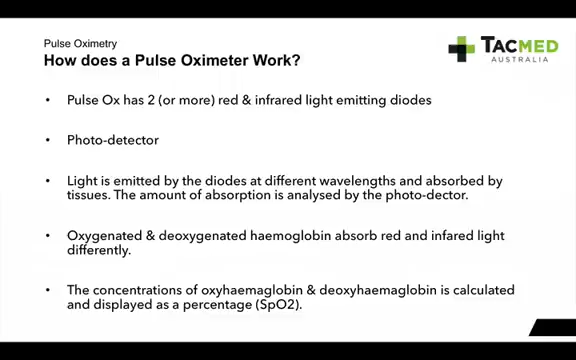 Pulse Oximetry
How does a Pulse Oximeter Work?
TACMED
AUSTRALIA
• Pulse Ox has 2 (or more) red & infrared light emitting diodes
• Photo-detector
• Light is emitted by the diodes at different wavelengths and absorbed by
tissues. The amount of absorption is analysed by the photo-dector.
• Oxygenated & deoxygenated haemoglobin absorb red and infared light
differently.
• The concentrations of oxyhaemaglobin & deoxyhaemaglobin is calculated
and displayed as a percentage (SpO2).